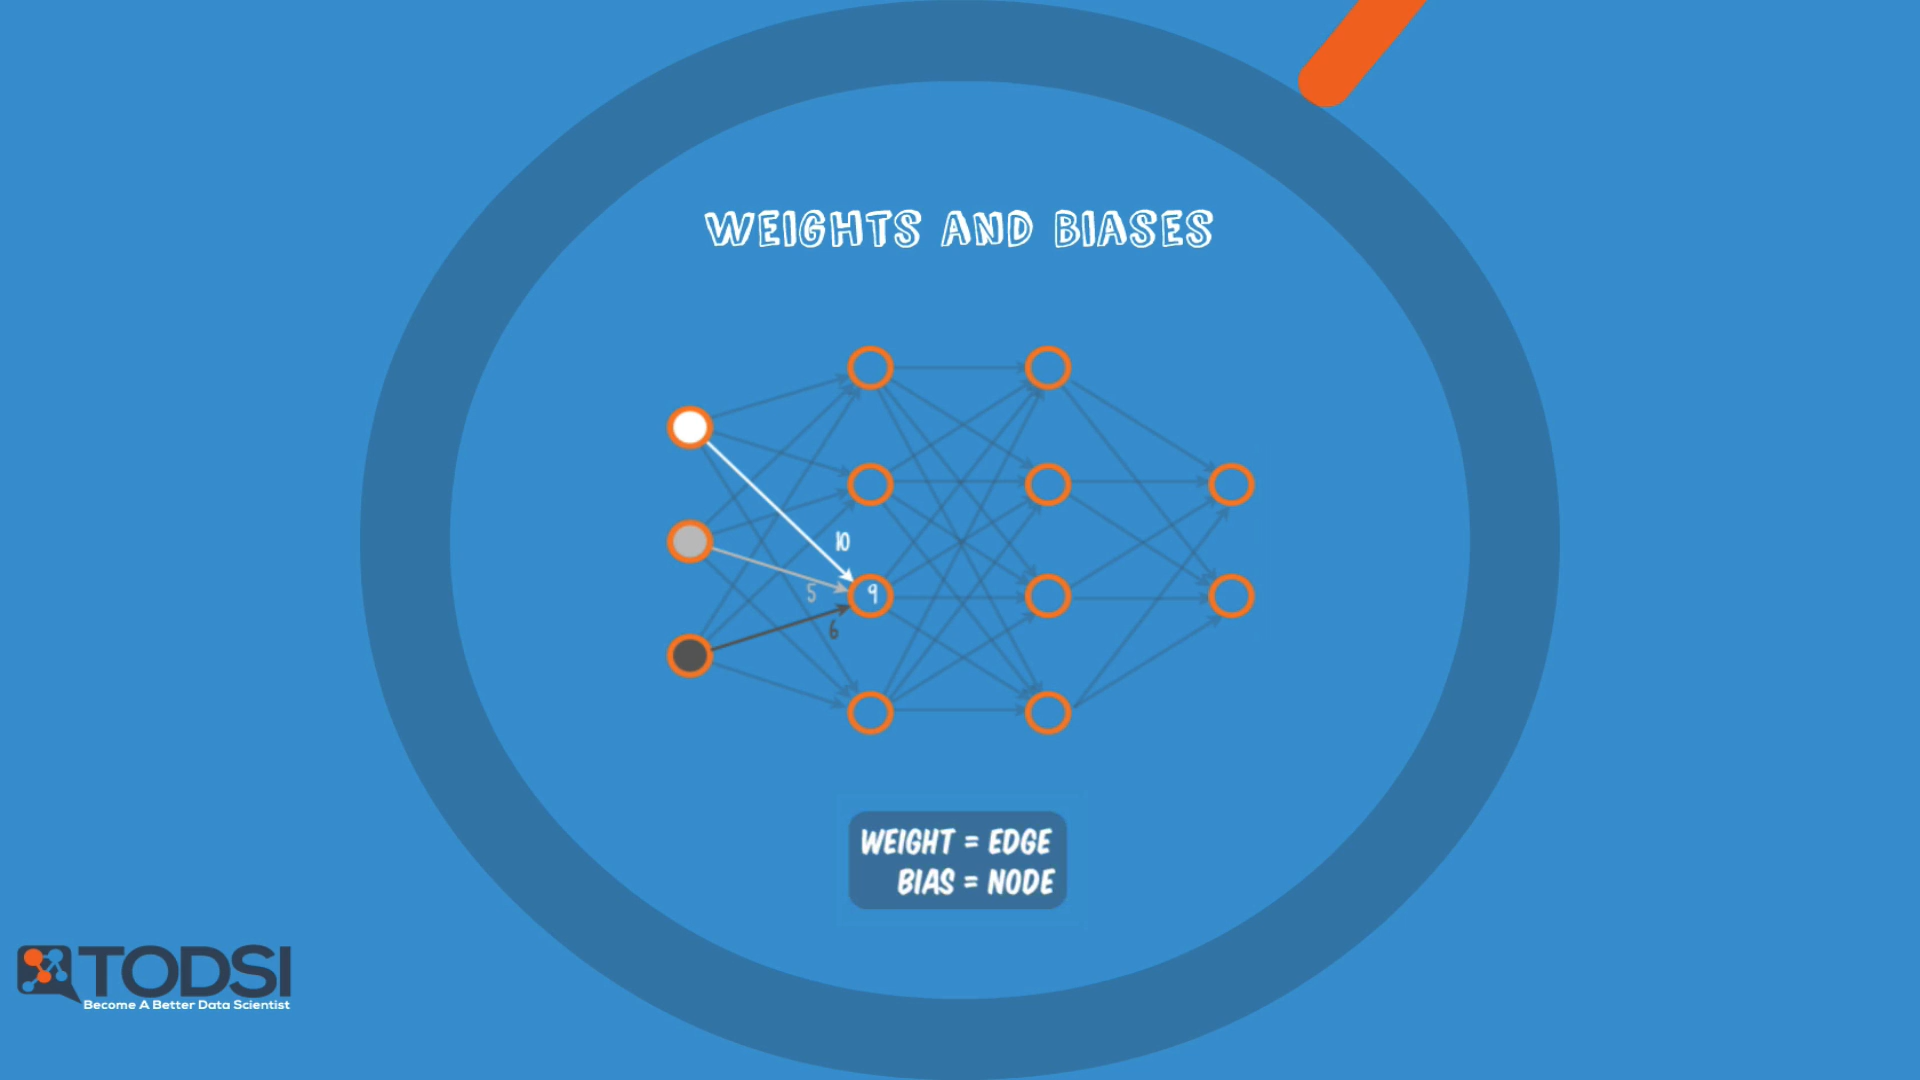 WEIGHTS AND BIASES
10
5
9
6
WEIGHT = EDGE
BIAS = NODE
TODSI
Become A Better Data Scientist